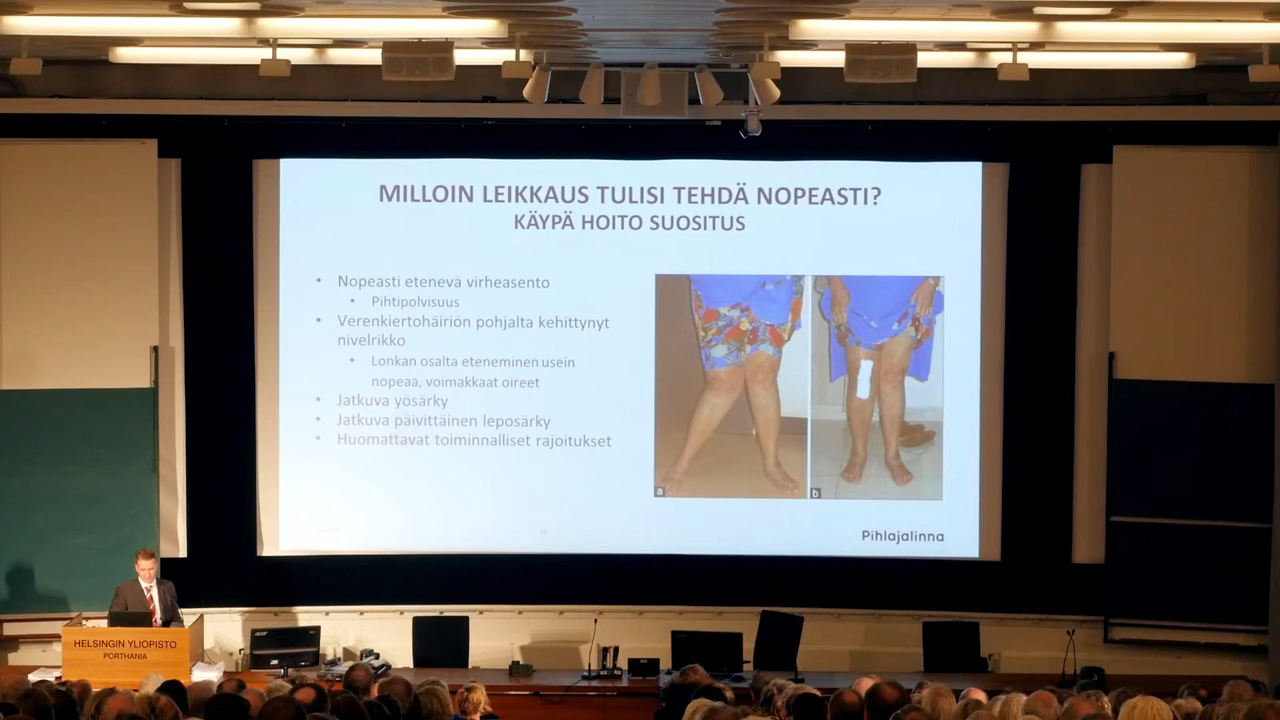 MILLOIN LEIKKAUS TULISI TEHDÄ NOPEASTI?
KÄYPÄ HOITO SUOSITUS
• Nopeasti etenevä virheasento
• Pihtipolvisuus
• Verenkiertohäiriön pohjalta kehittynyt
nivelrikko
• Lonkan osalta eteneminen usein
nopeaa, voimakkaat oireet
• Jatkuva yösärky
• Jatkuva päivittäinen leposärky
• Huomattavat toiminnalliset rajoitukset
a
b
Pihlajalinna
HELSINGIN YLIOPISTO
PORTHANIA
acer